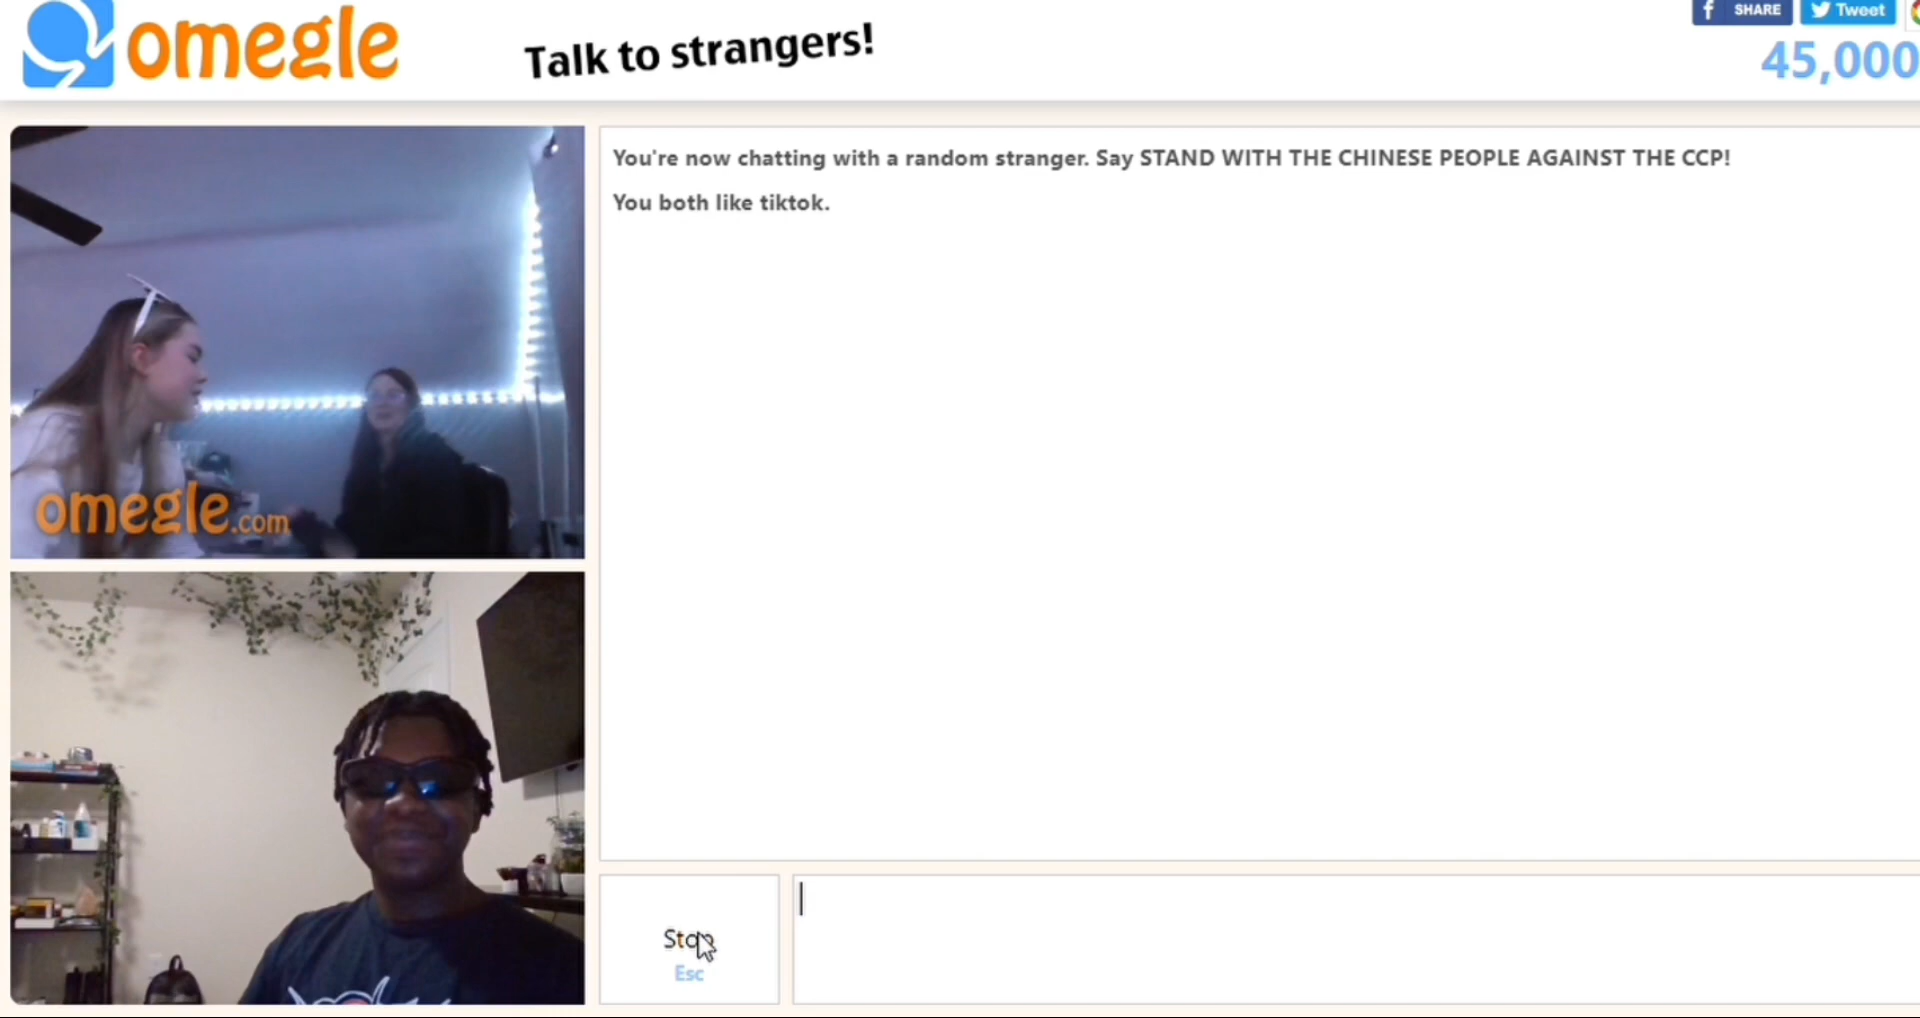 omegle
Talk to strangers!
f SHARE
Tweet
45,000
You're now chatting with a random stranger. Say STAND WITH THE CHINESE PEOPLE AGAINST THE CCP!
You both like tiktok.
omegle.com
Stop
Esc